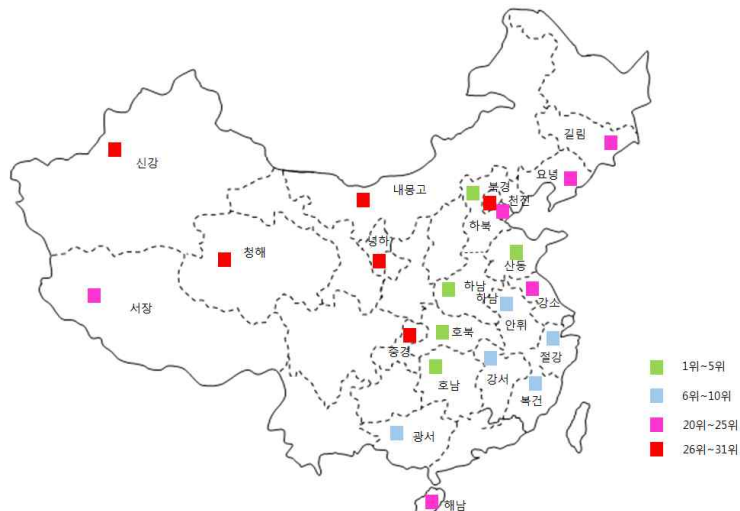 길림
신강
요녕
내몽고
북경
천진
하북
녕하
청해
산동
하남
하남
강소
서장
안휘
호북
중경
절강
강서
호남
복건
광서
해남
1위~5위
6위~10위
20위~25위
26위~31위